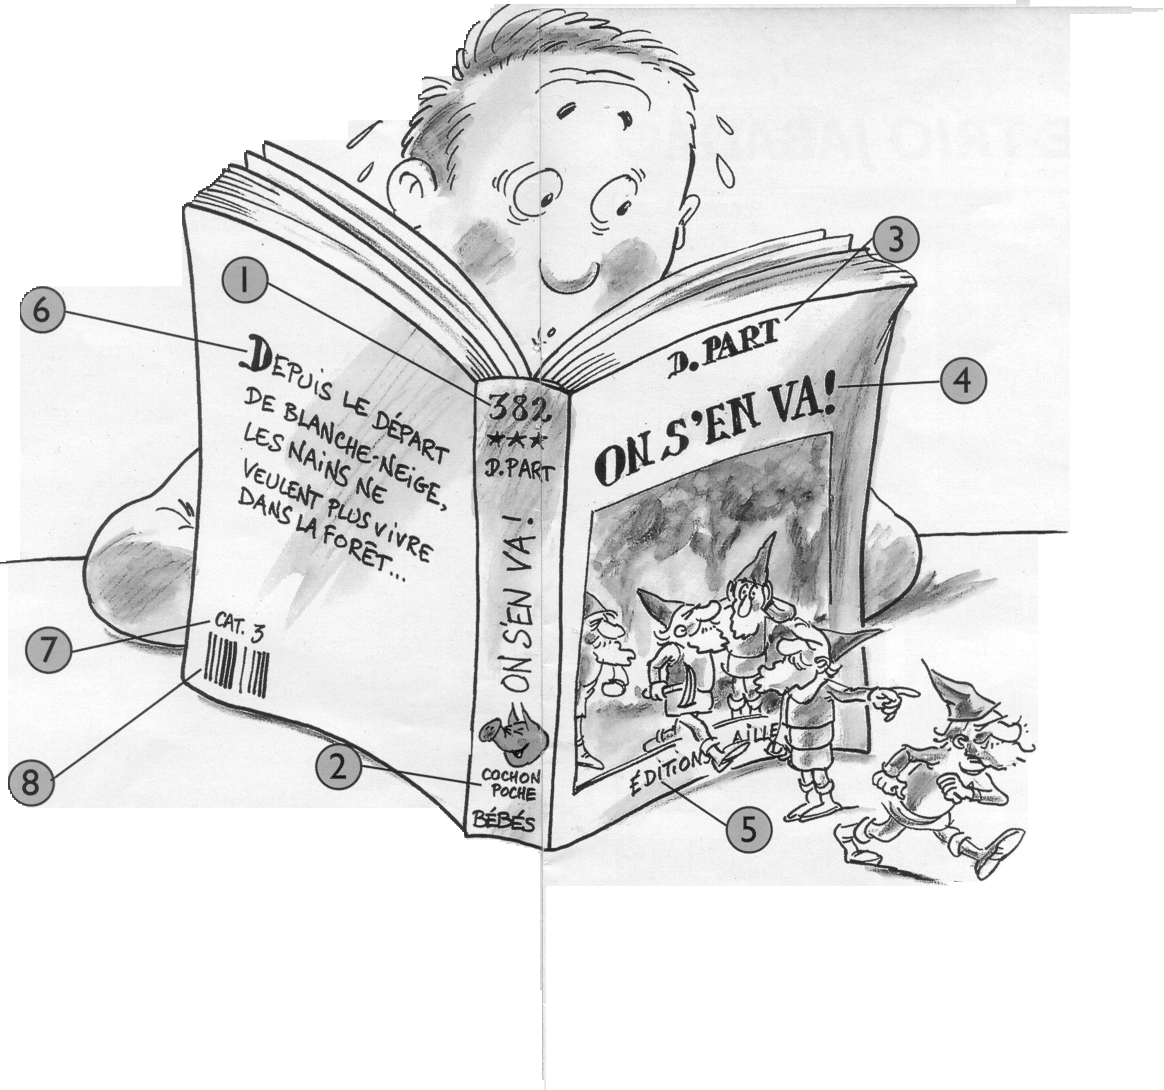 6
1
3
4
DEPUIS LE DÉPART
DE BLANCHE-NEIGE,
LES NAINS NE
VEULENT PLUS VIVRE
DANS LA FORÊT...
7
CAT. 3
8
382
★★★
D.PART
ON S'EN VA!
2
COCHON
POCHE
BÉBÉS
D.PART
ON S'EN VA!
ÉDITIONS AILLE
5